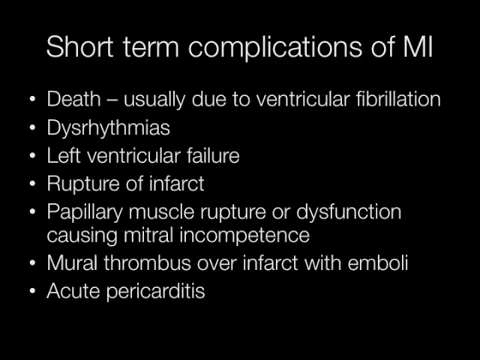 Short term complications of MI
• Death – usually due to ventricular fibrillation
• Dysrhythmias
• Left ventricular failure
• Rupture of infarct
• Papillary muscle rupture or dysfunction
causing mitral incompetence
• Mural thrombus over infarct with emboli
• Acute pericarditis